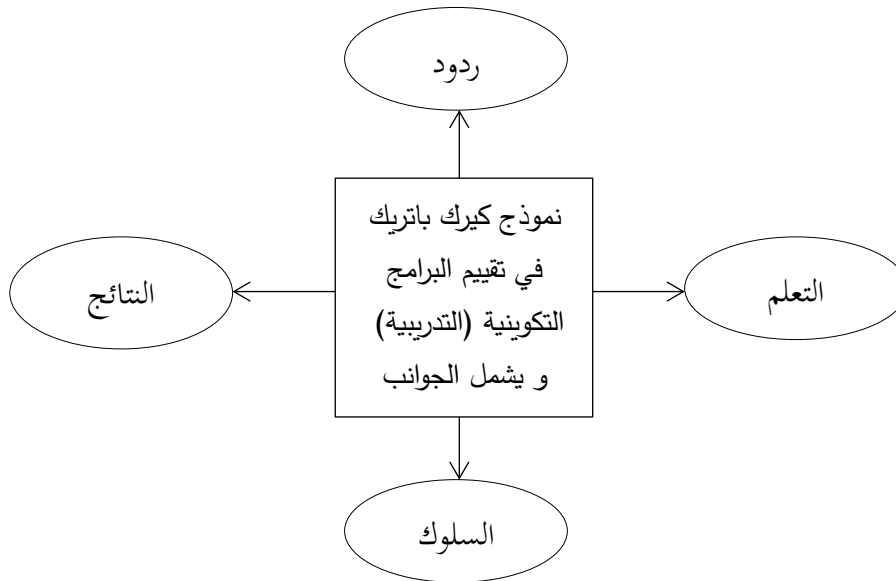 ردود
نموذج كيرك باتريك
في تقييم البرامج
التكوينية (التدريبية)
و يشمل الجوانب
التعلم
النتائج
السلوك